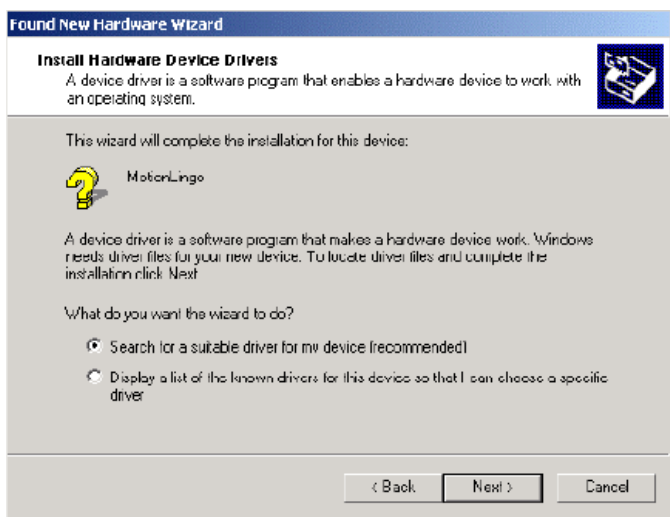 Found New Hardware Wizard
Install Hardware Device Drivers
A device driver is a software program that enables a hardware device to work with
an operating system.
This wizard will complete the installation for this device:
MotionLingo
A device driver is a software program that makes a hardware device work. Windows
needs driver files for your new device. To locate driver files and complete the
installation click Next.
What do you want the wizard to do?
Search for a suitable driver for my device (recommended)
Display a list of the known drivers for this device so that I can choose a specific
driver
< Back
Next >
Cancel